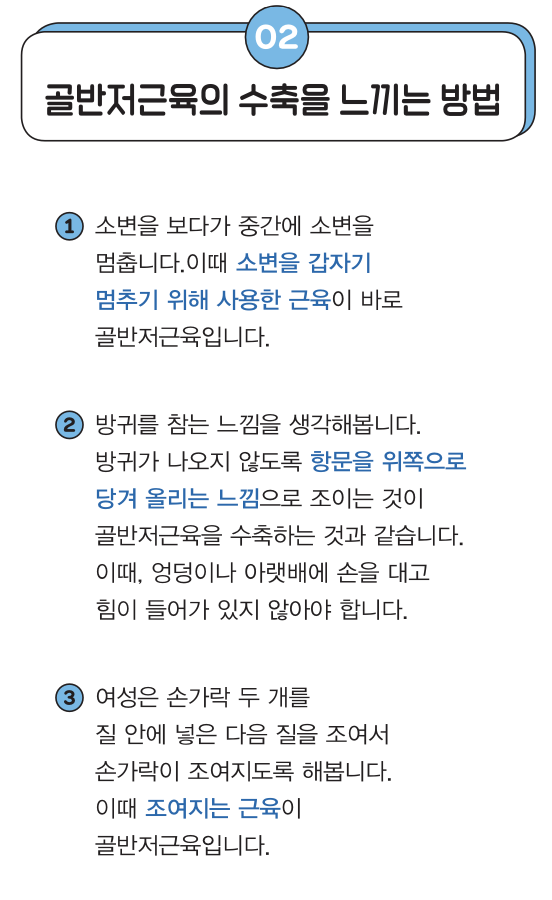 02
골반저근육의 수축을 느끼는 방법
1 소변을 보다가 중간에 소변을
멈춥니다.이때 소변을 갑자기
멈추기 위해 사용한 근육이 바로
골반저근육입니다.
2 방귀를 참는 느낌을 생각해봅니다.
방귀가 나오지 않도록 항문을 위쪽으로
당겨 올리는 느낌으로 조이는 것이
골반저근육을 수축하는 것과 같습니다.
이때, 엉덩이나 아랫배에 손을 대고
힘이 들어가 있지 않아야 합니다.
3 여성은 손가락 두 개를
질 안에 넣은 다음 질을 조여서
손가락이 조여지도록 해봅니다.
이때 조여지는 근육이
골반저근육입니다.